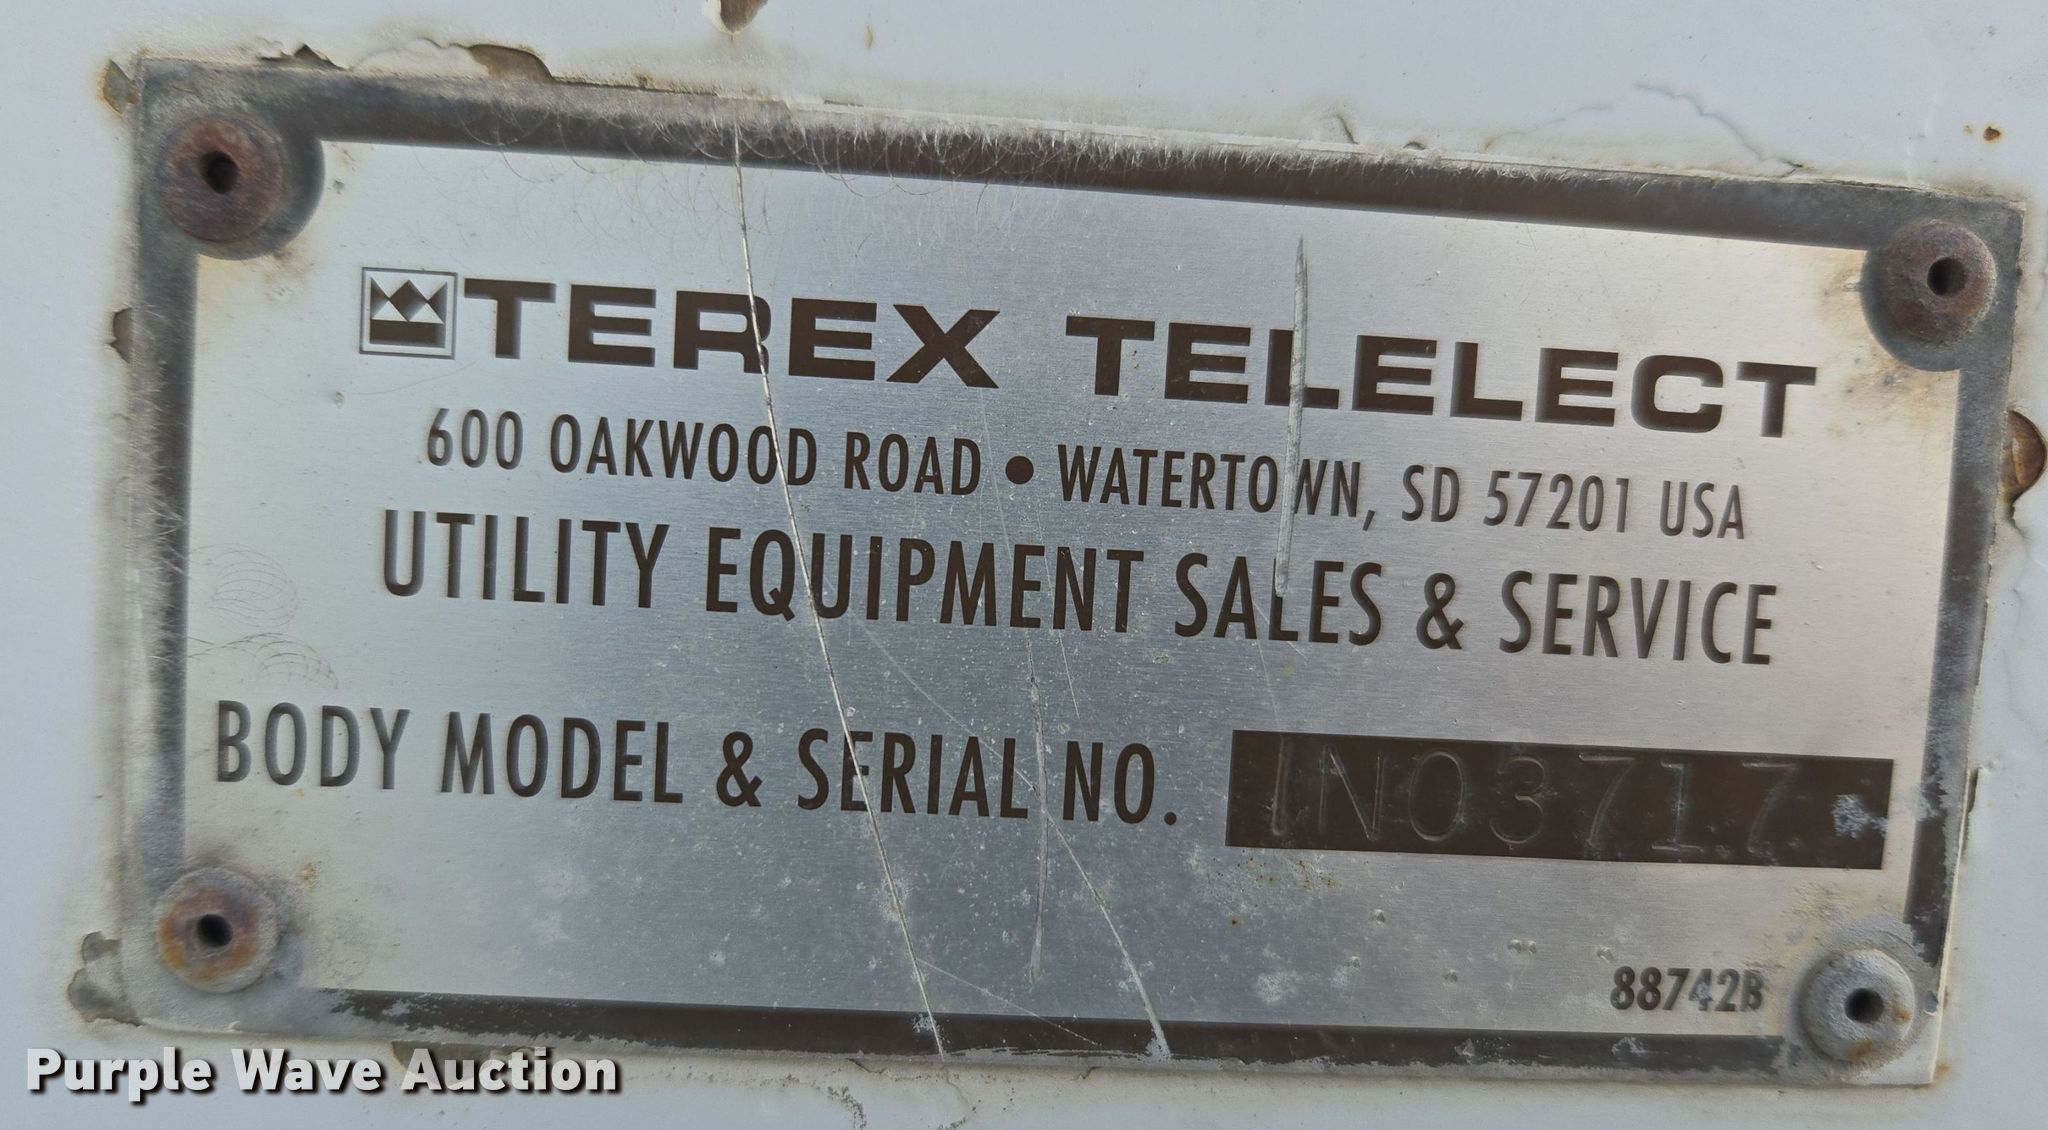 TEREX TELELECT
600 OAKWOOD ROAD • WATERTOWN, SD 57201 USA
UTILITY EQUIPMENT SALES & SERVICE
BODY MODEL & SERIAL NO. INO3717
88742B
Purple Wave Auction